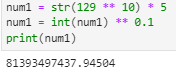 num1 = str(129 ** 10) * 5
num1 = int(num1) ** 0.1
print(num1)
81393497437.94504